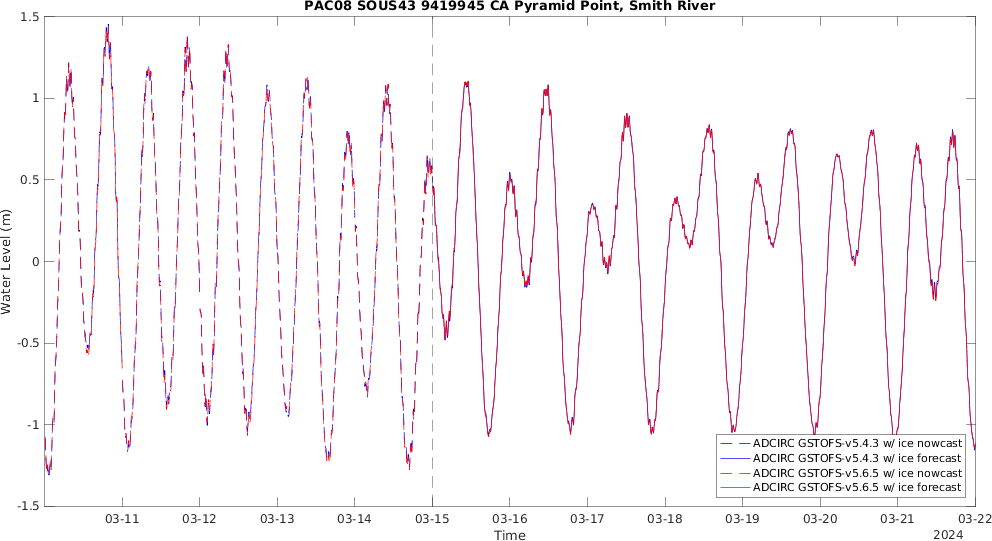 PAC08 SOUS43 9419945 CA Pyramid Point, Smith River
Water Level (m)
1.5
1
0.5
0
-0.5
-1
-1.5
03-11
03-12
03-13
03-14
03-15
03-16
03-17
03-18
03-19
03-20
03-21
03-22
2024
Time
ADCIRC GSTOFS-v5.4.3 w/ ice nowcast
ADCIRC GSTOFS-v5.4.3 w/ ice forecast
ADCIRC GSTOFS-v5.6.5 w/ ice nowcast
ADCIRC GSTOFS-v5.6.5 w/ ice forecast